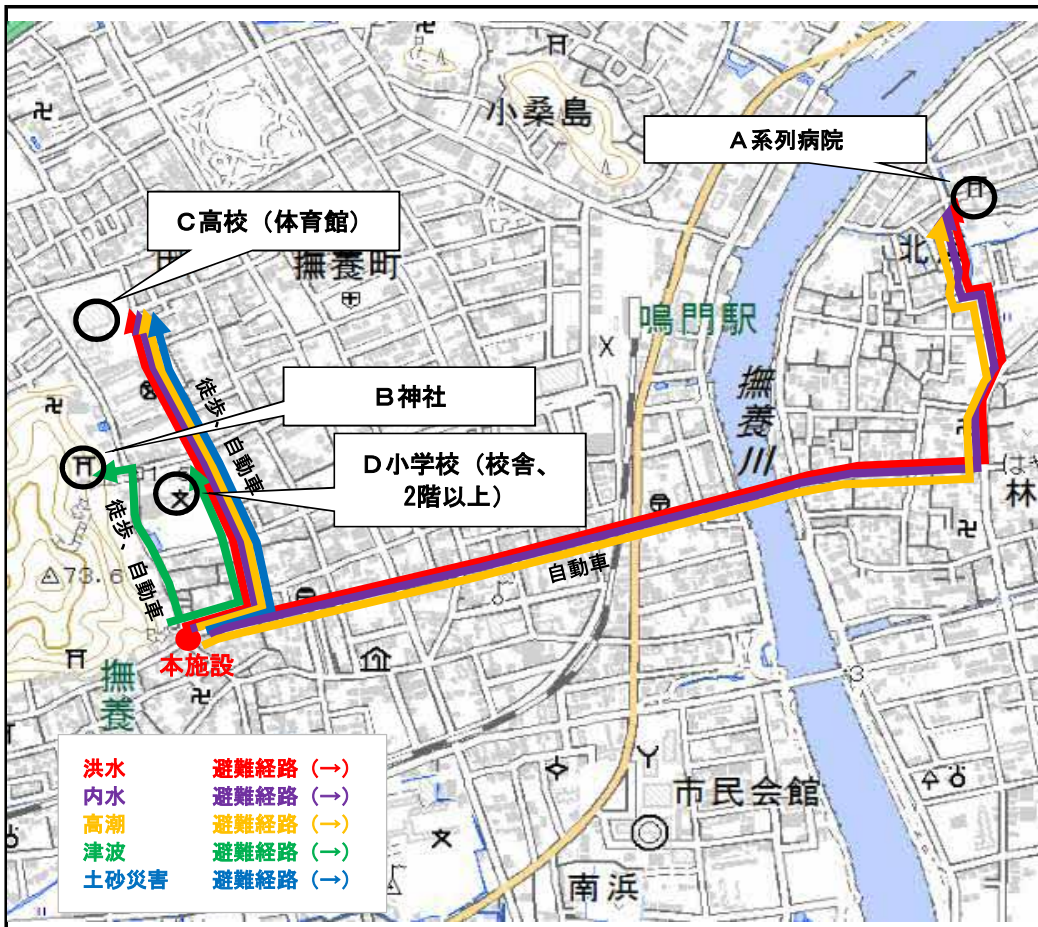 小桑島
A系列病院
C高校（体育館）
撫養町
北
鳴門駅
撫養川
B神社
徒歩、自動車
D小学校（校舎、
2階以上）
徒歩、自動車
73.6
自動車
はや
林
本施設
撫養
市民会館
南浜
洪水 避難経路（→）
内水 避難経路（→）
高潮 避難経路（→）
津波 避難経路（→）
土砂災害 避難経路（→）